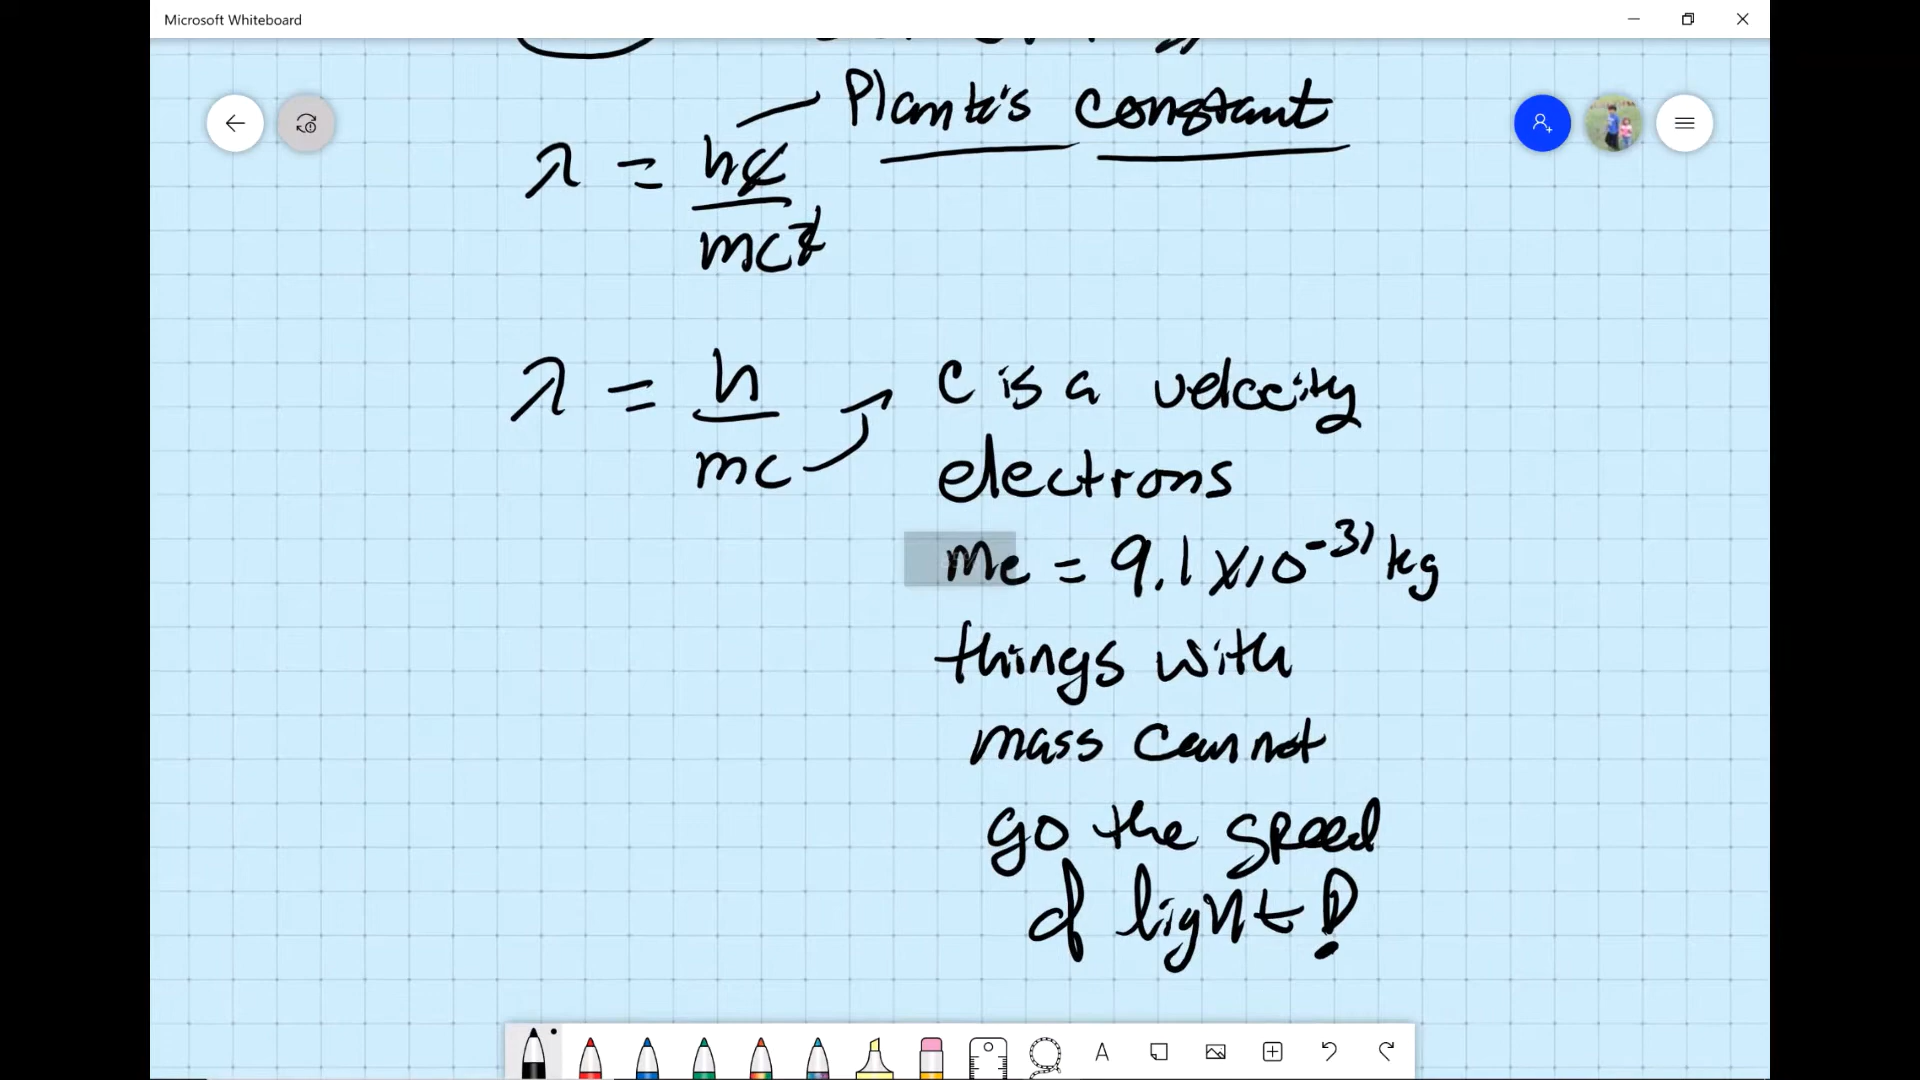 Microsoft Whiteboard
Plank's constant
λ = hc
mc²
λ = h
mc
c is a velocity
electrons
me = 9.1 x10⁻³¹ kg
things with
mass cannot
go the speed
of light!
A